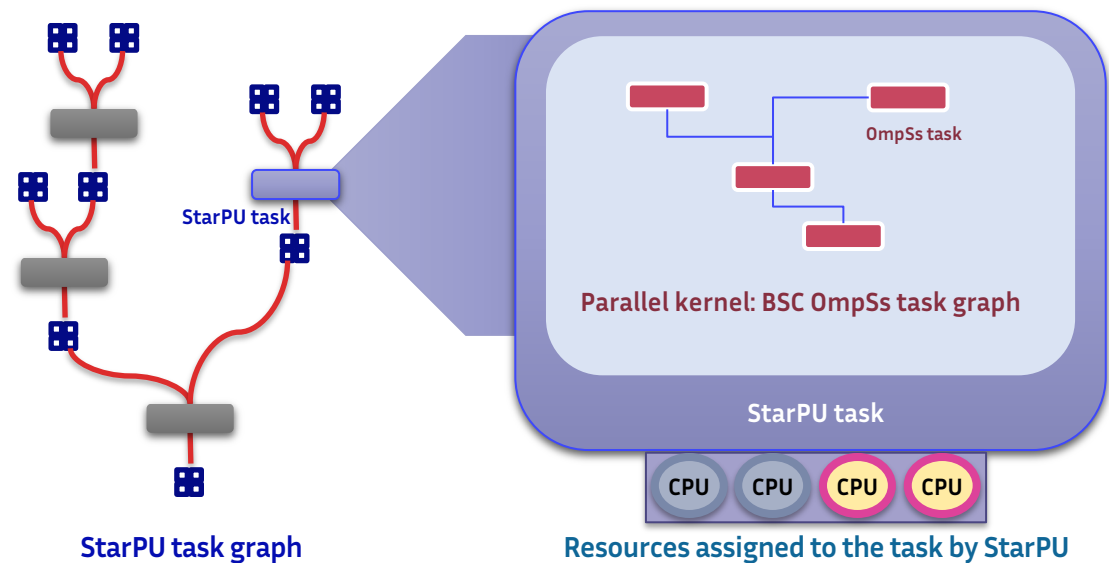 StarPU task
OmpSs task
Parallel kernel: BSC OmpSs task graph
StarPU task
CPU CPU CPU CPU
StarPU task graph
Resources assigned to the task by StarPU